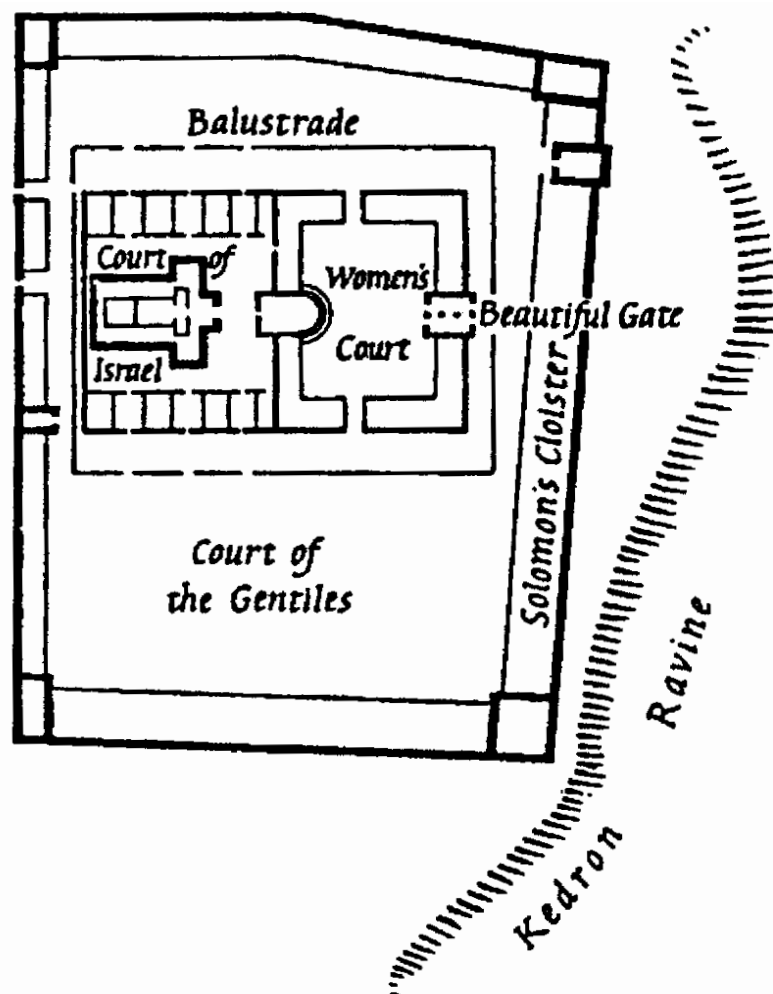 Balustrade
Court of
Women's
Beautiful Gate
Court
Israel
Solomon's Cloister
Court of
the Gentiles
Kedron
Ravine